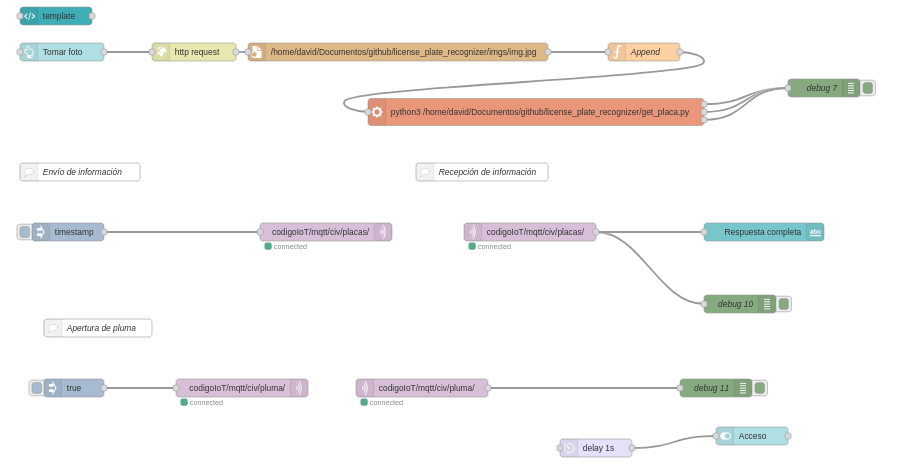 template
Tomar foto
http request
/home/david/Documentos/github/license_plate_recognizer/imgs/img.jpg
Append
debug 7
python3 /home/david/Documentos/github/license_plate_recognizer/get_placa.py
Envío de información
Recepción de información
timestamp
codigoIoT/mqtt/civ/placas/
connected
codigoIoT/mqtt/civ/placas/
connected
Respuesta completa
abc
debug 10
Apertura de pluma
true
codigoIoT/mqtt/civ/pluma/
connected
codigoIoT/mqtt/civ/pluma/
connected
debug 11
Acceso
delay 1s